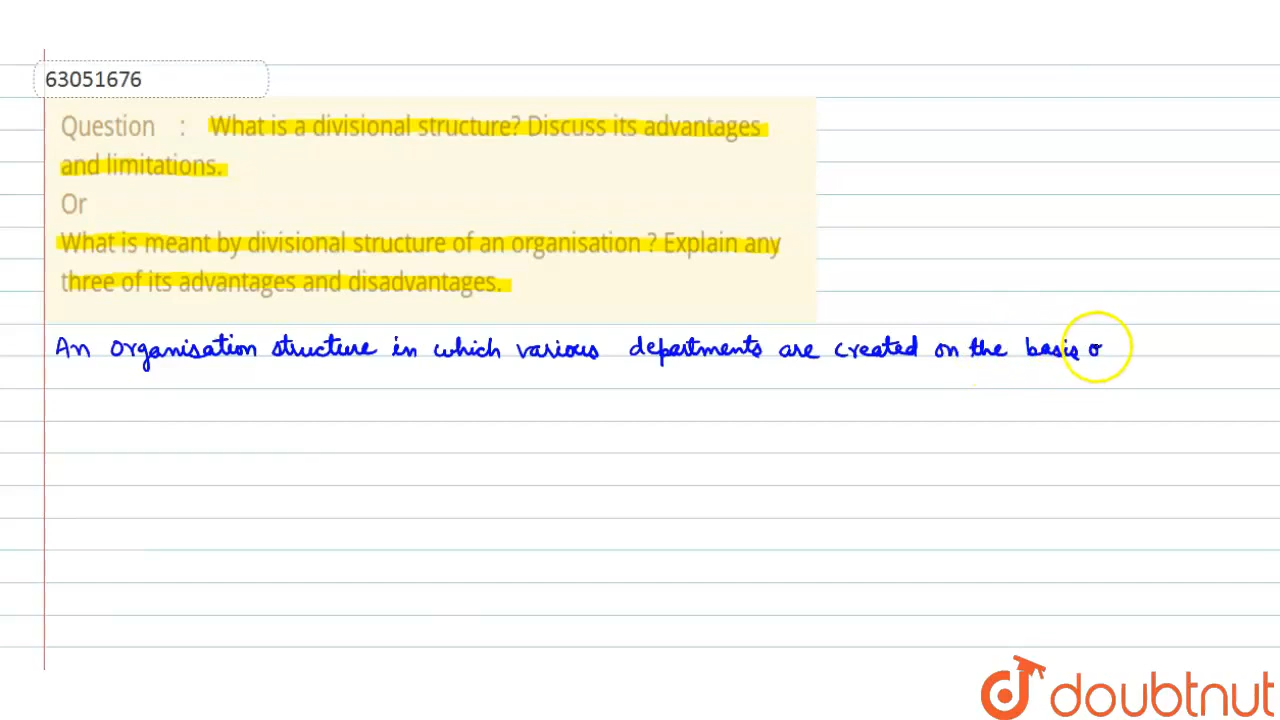 63051676
Question : What is a divisional structure? Discuss its advantages
and limitations.
Or
What is meant by divisional structure of an organisation ? Explain any
three of its advantages and disadvantages.
An organisation structure in which various departments are created on the basis o
doubtnut